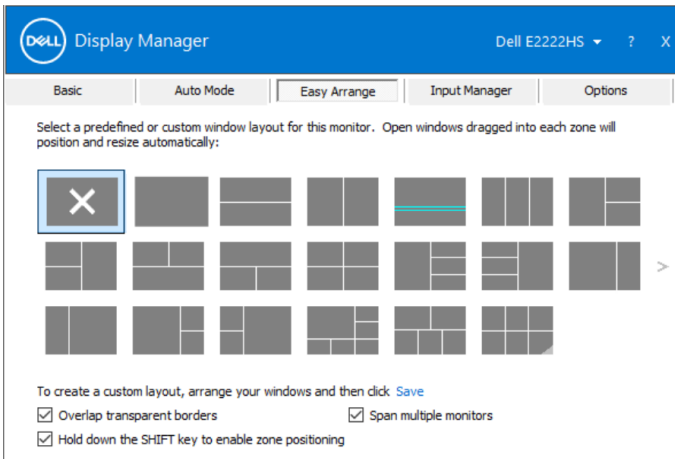 DELL Display Manager Dell E2222HS ? X
Basic Auto Mode Easy Arrange Input Manager Options
Select a predefined or custom window layout for this monitor. Open windows dragged into each zone will
position and resize automatically:
>
To create a custom layout, arrange your windows and then click Save
Overlap transparent borders Span multiple monitors
Hold down the SHIFT key to enable zone positioning